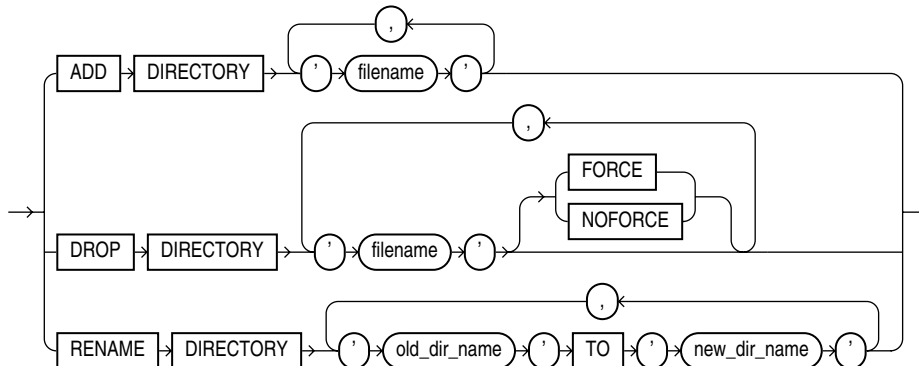 ,
ADD DIRECTORY ' filename '
,
FORCE
NOFORCE
DROP DIRECTORY ' filename '
,
RENAME DIRECTORY ' old_dir_name ' TO ' new_dir_name '